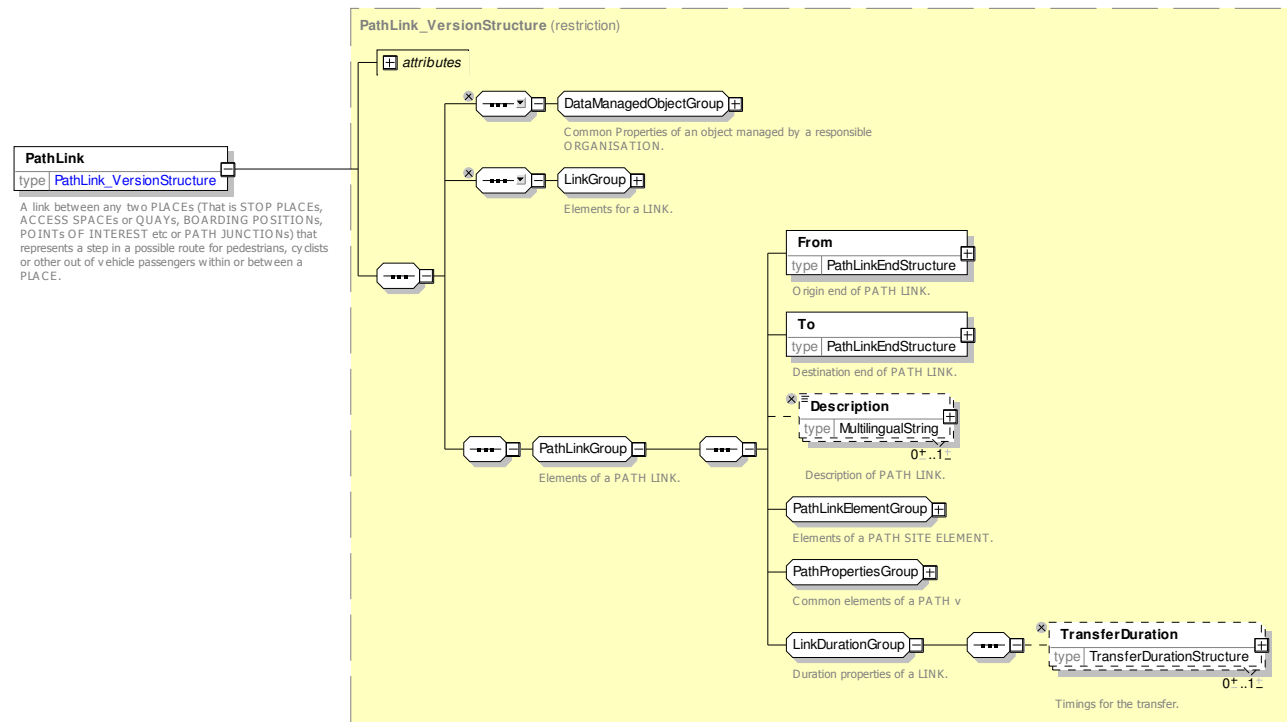 PathLink_VersionStructure (restriction)
attributes
DataManagedObjectGroup
Common Properties of an object managed by a responsible
ORGANISATION.
PathLink
type PathLink_VersionStructure
A link between any two PLACEs (That is STOP PLACEs,
ACCESS SPACEs or QUAYs, BOARDING POSITIONs,
POINTs OF INTEREST etc or PATH JUNCTIONs) that
represents a step in a possible route for pedestrians, cyclists
or other out of vehicle passengers within or between a
PLACE.
LinkGroup
Elements for a LINK.
From
type PathLinkEndStructure
Origin end of PATH LINK.
To
type PathLinkEndStructure
Destination end of PATH LINK.
Description
type MultilingualString
0..1
Description of PATH LINK.
PathLinkGroup
Elements of a PATH LINK.
PathLinkElementGroup
Elements of a PATH SITE ELEMENT.
PathPropertiesGroup
Common elements of a PATH v
LinkDurationGroup
Duration properties of a LINK.
TransferDuration
type TransferDurationStructure
0..1
Timings for the transfer.